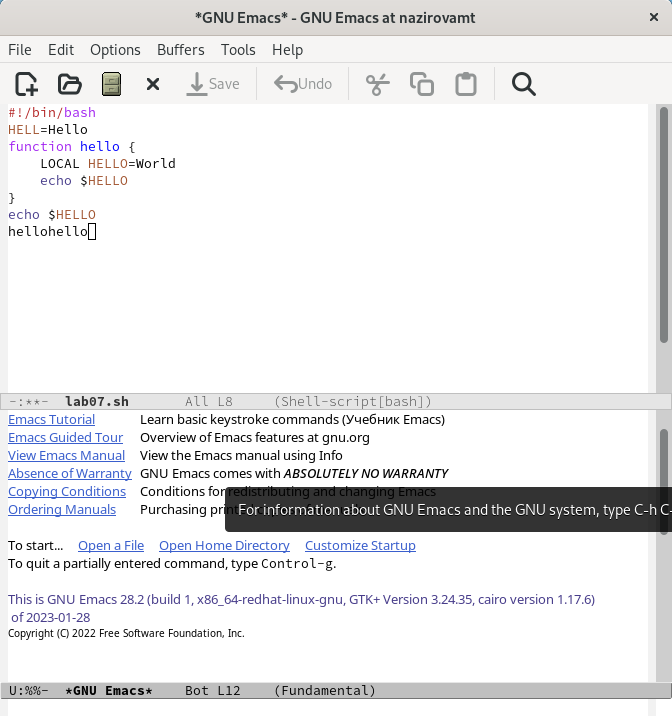 *GNU Emacs* - GNU Emacs at nazirovamt
File Edit Options Buffers Tools Help
Save Undo
#!/bin/bash
HELL=Hello
function hello {
    LOCAL HELLO=World
    echo $HELLO
}
echo $HELLO
hellohello
-:**-  lab07.sh       All L8     (Shell-script[bash])
Emacs Tutorial Learn basic keystroke commands (Учебник Emacs)
Emacs Guided Tour Overview of Emacs features at gnu.org
View Emacs Manual View the Emacs manual using Info
Absence of Warranty GNU Emacs comes with ABSOLUTELY NO WARRANTY
Copying Conditions Conditions for redistributing and changing Emacs
Ordering Manuals Purchasing
For information about GNU Emacs and the GNU system, type C-h C-
To start... Open a File Open Home Directory Customize Startup
To quit a partially entered command, type Control-g.
This is GNU Emacs 28.2 (build 1, x86_64-redhat-linux-gnu, GTK+ Version 3.24.35, cairo version 1.17.6)
of 2023-01-28
Copyright (C) 2022 Free Software Foundation, Inc.
U:%%-  *GNU Emacs*    Bot L12    (Fundamental)